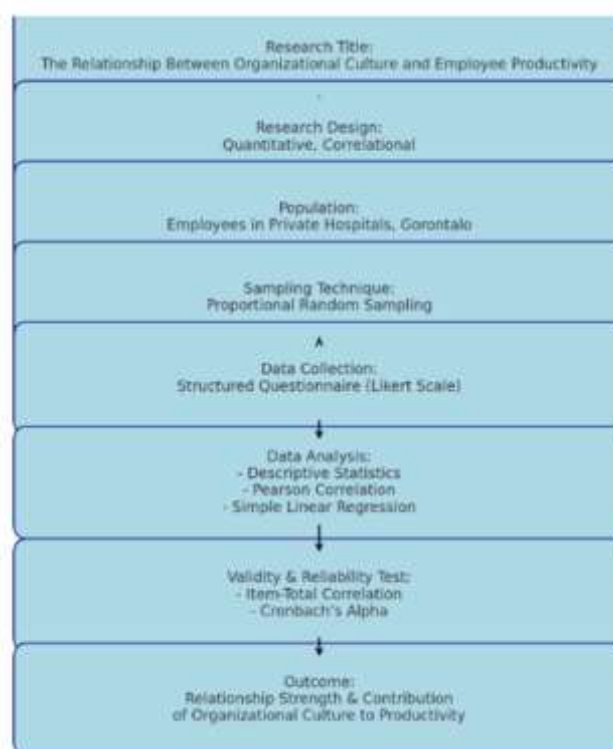 Research Title:
The Relationship Between Organizational Culture and Employee Productivity
Research Design:
Quantitative, Correlational
Population:
Employees in Private Hospitals, Gorontalo
Sampling Technique:
Proportional Random Sampling
Data Collection:
Structured Questionnaire (Likert Scale)
Data Analysis:
- Descriptive Statistics
- Pearson Correlation
- Simple Linear Regression
Validity & Reliability Test:
- Item-Total Correlation
- Cronbach's Alpha
Outcome:
Relationship Strength & Contribution
of Organizational Culture to Productivity